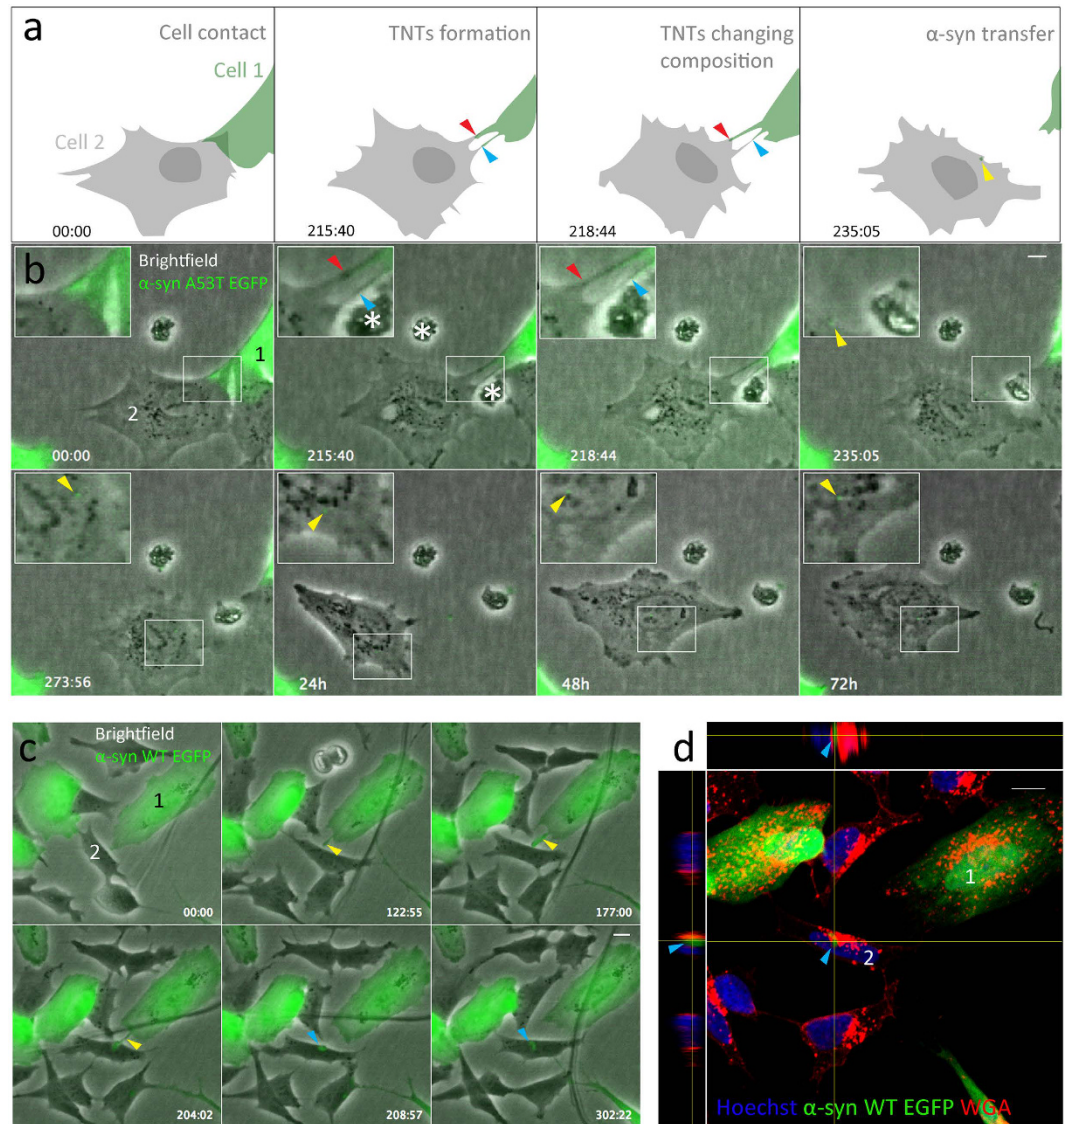 a
Cell contact
TNTs formation
TNTs changing
composition
α-syn transfer
Cell 1
Cell 2
00:00
215:40
218:44
235:05
b
Brightfield
α-syn A53T EGFP
1
2
*
*
*
00:00
215:40
218:44
235:05
273:56
24h
48h
72h
c
Brightfield
α-syn WT EGFP
1
2
00:00
122:55
177:00
204:02
208:57
302:22
d
1
2
Hoechst α-syn WT EGFP WGA